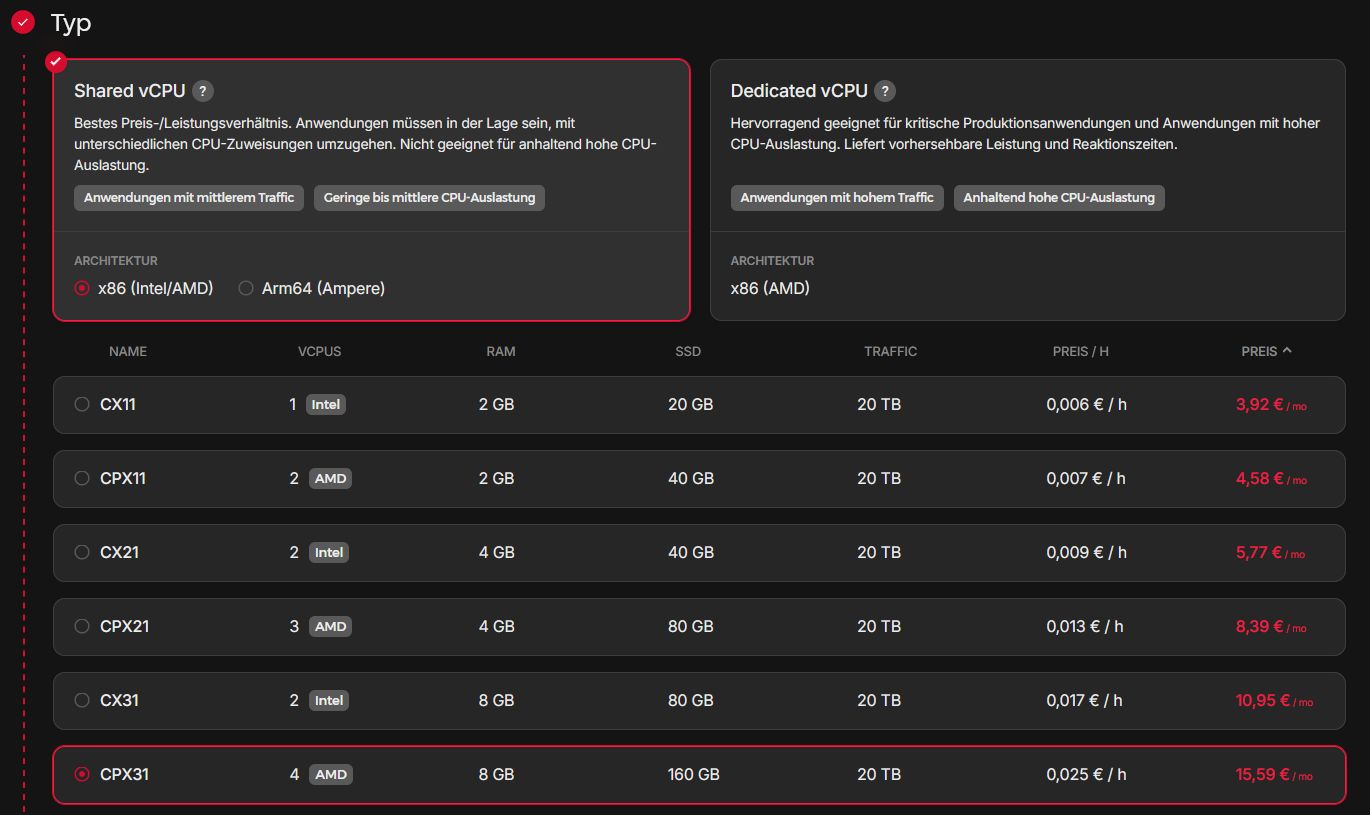 Typ
Shared vCPU ?
Bestes Preis-/Leistungsverhältnis. Anwendungen müssen in der Lage sein, mit
unterschiedlichen CPU-Zuweisungen umzugehen. Nicht geeignet für anhaltend hohe CPU-
Auslastung.
Anwendungen mit mittlerem Traffic Geringe bis mittlere CPU-Auslastung
ARCHITEKTUR
x86 (Intel/AMD) Arm64 (Ampere)
Dedicated vCPU ?
Hervorragend geeignet für kritische Produktionsanwendungen und Anwendungen mit hoher
CPU-Auslastung. Liefert vorhersehbare Leistung und Reaktionszeiten.
Anwendungen mit hohem Traffic Anhaltend hohe CPU-Auslastung
ARCHITEKTUR
x86 (AMD)
NAME VCPUS RAM SSD TRAFFIC PREIS / H PREIS
CX11 1 Intel 2 GB 20 GB 20 TB 0,006 € / h 3,92 € / mo
CPX11 2 AMD 2 GB 40 GB 20 TB 0,007 € / h 4,58 € / mo
CX21 2 Intel 4 GB 40 GB 20 TB 0,009 € / h 5,77 € / mo
CPX21 3 AMD 4 GB 80 GB 20 TB 0,013 € / h 8,39 € / mo
CX31 2 Intel 8 GB 80 GB 20 TB 0,017 € / h 10,95 € / mo
CPX31 4 AMD 8 GB 160 GB 20 TB 0,025 € / h 15,59 € / mo